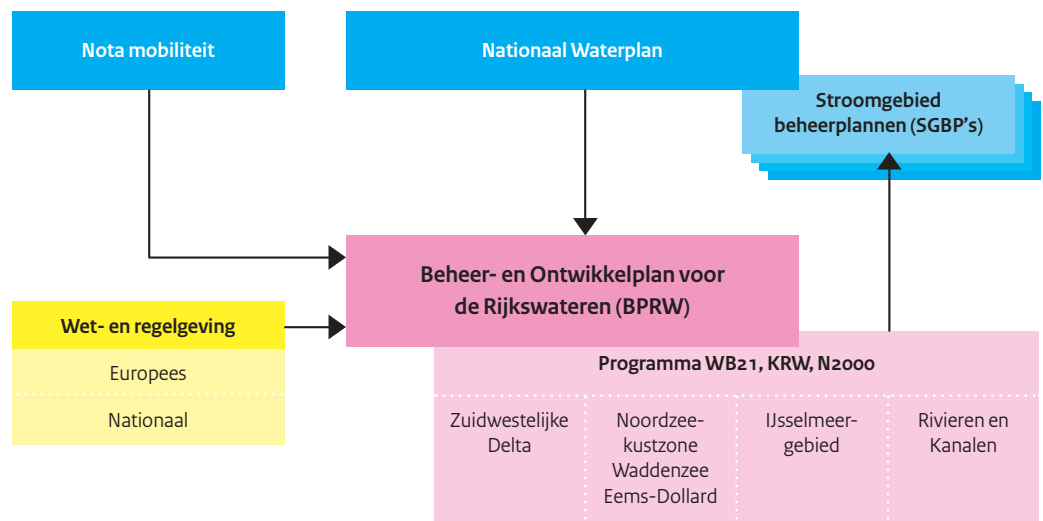 Nota mobiliteit
Nationaal Waterplan
Stroomgebied
beheerplannen (SGBP's)
Beheer- en Ontwikkelplan voor
de Rijkswateren (BPRW)
Wet- en regelgeving
Europees
Nationaal
Programma WB21, KRW, N2000
Zuidwestelijke
Delta
Noordzee-
kustzone
Waddenzee
Eems-Dollard
IJsselmeer-
gebied
Rivieren en
Kanalen